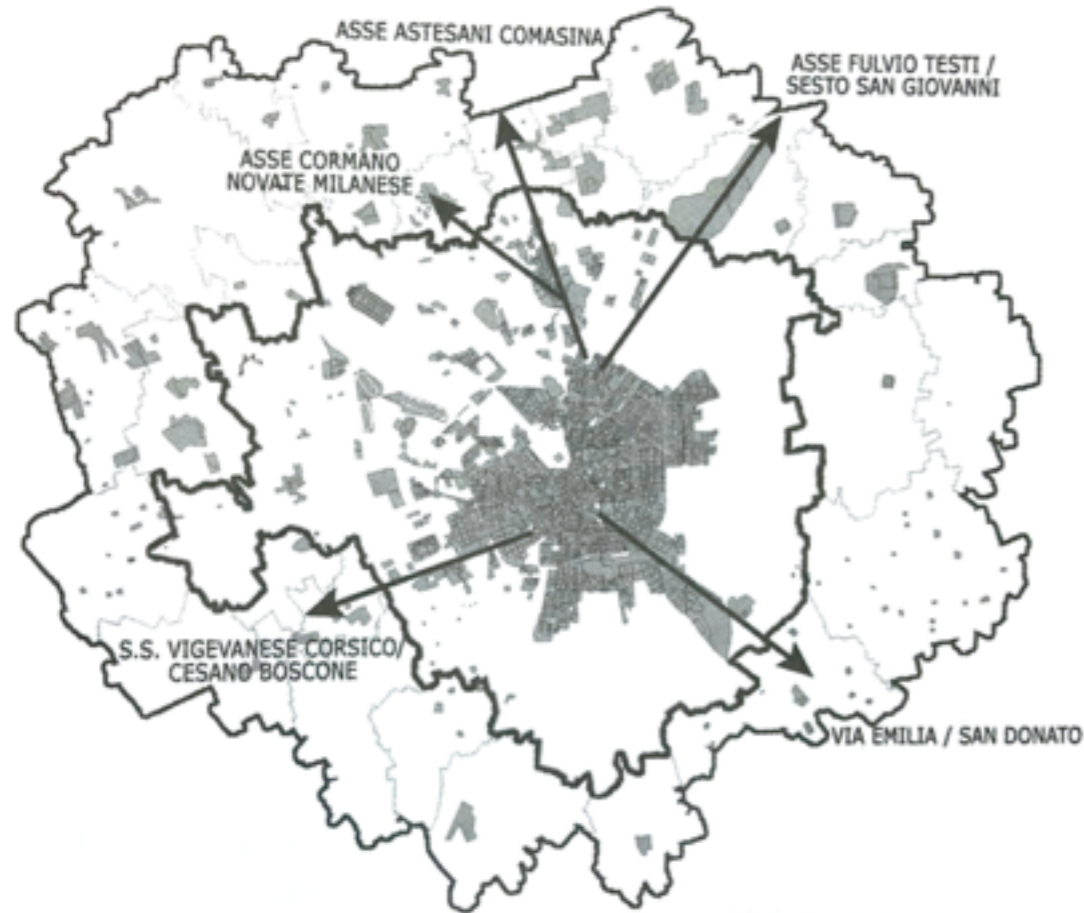 ASSE ASTESANI COMASINA
ASSE FULVIO TESTI /
SESTO SAN GIOVANNI
ASSE CORMANO
NOVATE MILANESE
S.S. VIGEVANESE CORSICO/
CESANO BOSCONE
VIA EMILIA / SAN DONATO